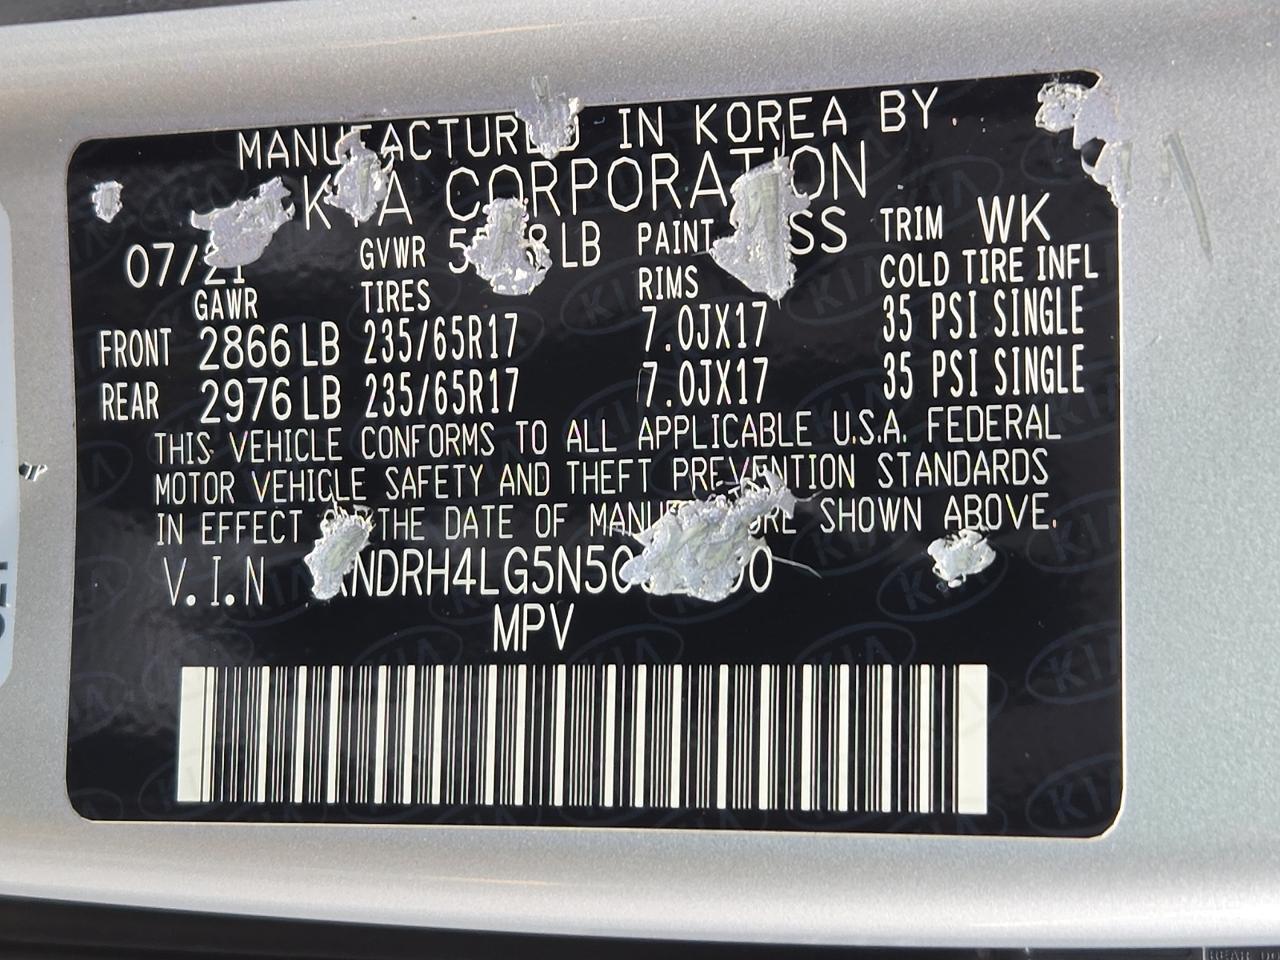 MANUFACTURED IN KOREA BY
KIA CORPORATION
07/21 GVWR LB PAINT TRIM WK
GAWR TIRES RIMS COLD TIRE INFL
FRONT 2866 LB 235/65R17 7.0JX17 35 PSI SINGLE
REAR 2976 LB 235/65R17 7.0JX17 35 PSI SINGLE
THIS VEHICLE CONFORMS TO ALL APPLICABLE U.S.A. FEDERAL
MOTOR VEHICLE SAFETY AND THEFT PREVENTION STANDARDS
IN EFFECT THE DATE OF MANUFACTURE SHOWN ABOVE.
V.I.N
MPV